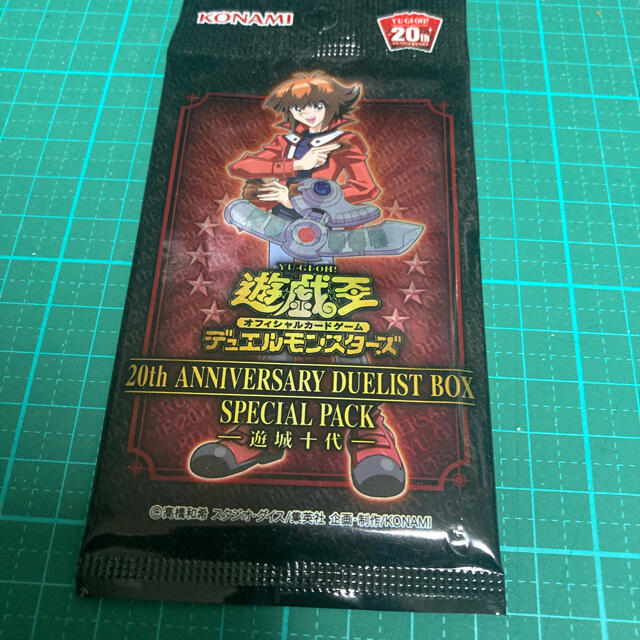 KONAMI
YU-GI-OH!
20TH
ANNIVERSARY
YU-GI-OH!
遊戯王
オフィシャルカードゲーム
デュエルモンスターズ
20th ANNIVERSARY DUELIST BOX
SPECIAL PACK
─ 遊城十代 ─
©高橋和希 スタジオ・ダイス/集英社 企画・制作/KONAMI